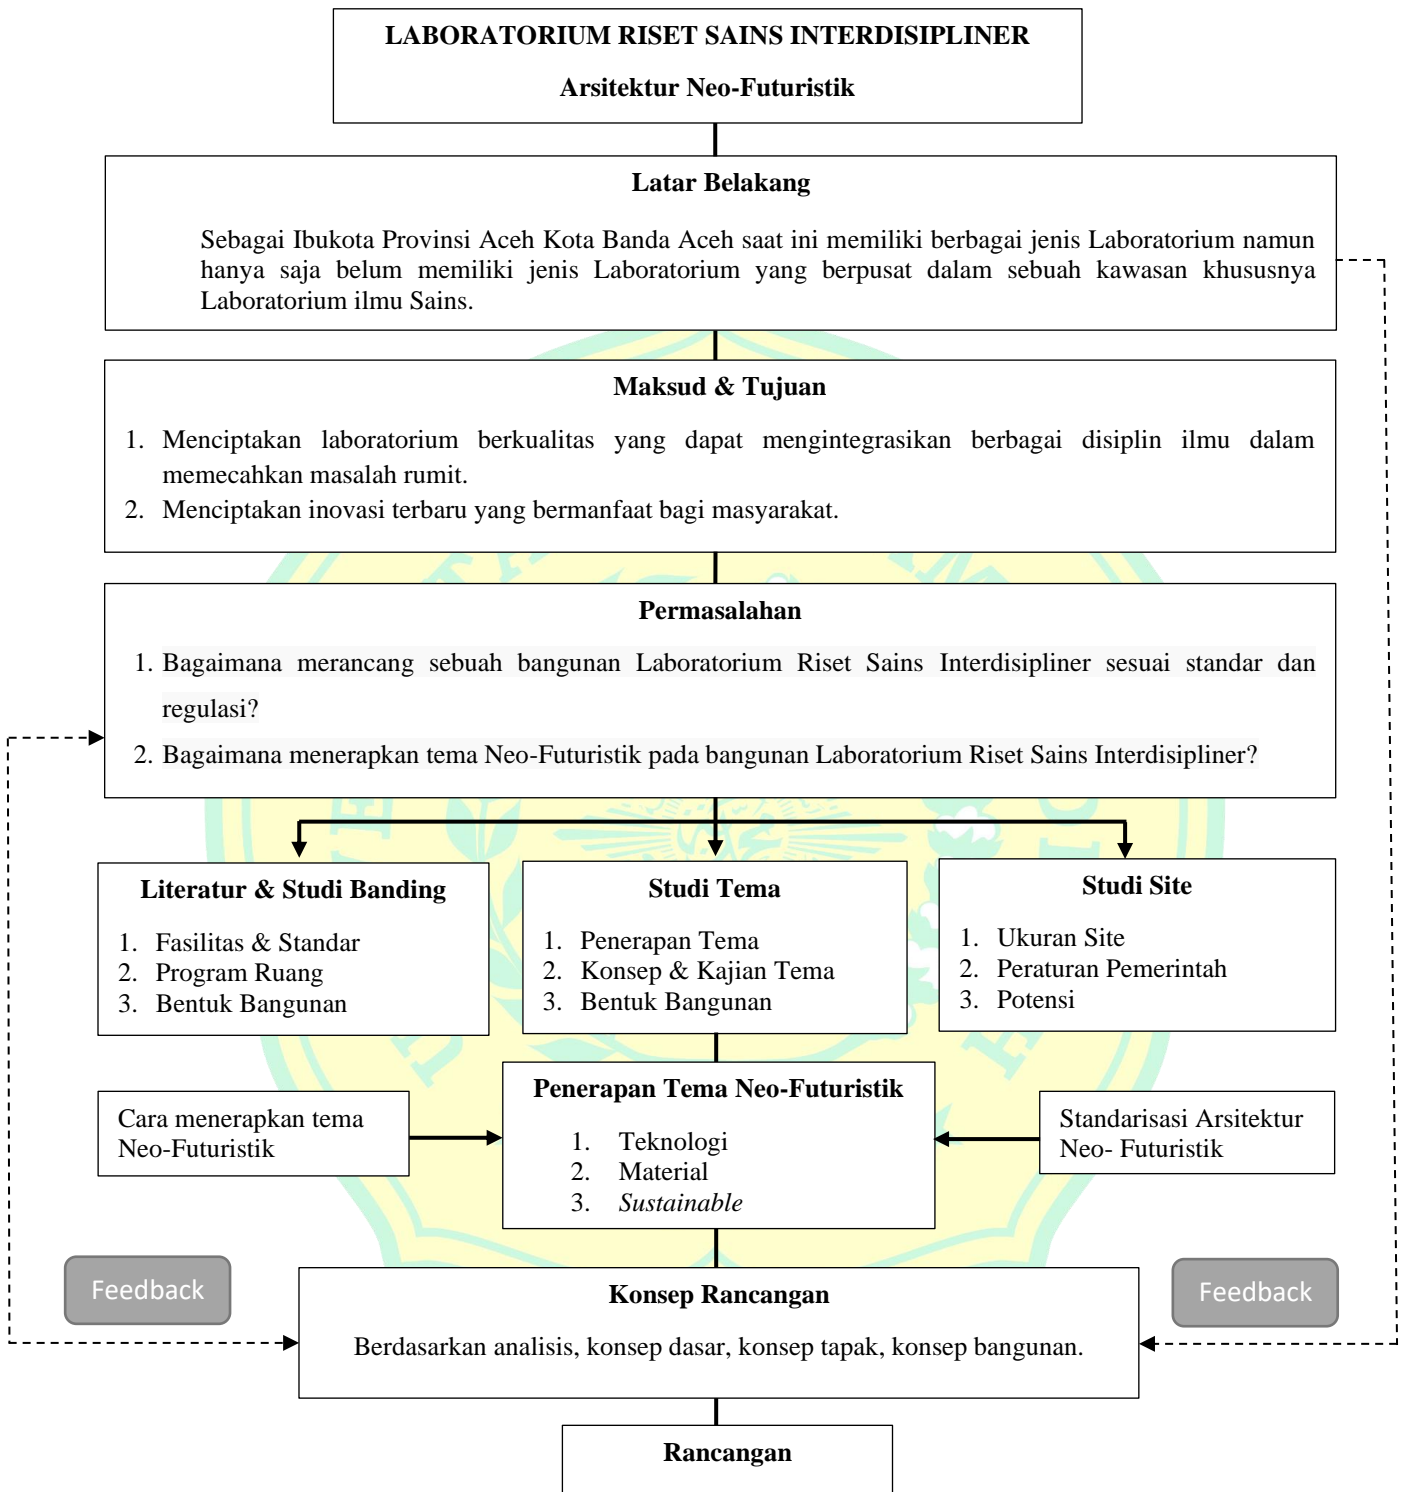 LABORATORIUM RISET SAINS INTERDISIPLINER
Arsitektur Neo-Futuristik
Latar Belakang
Sebagai Ibukota Provinsi Aceh Kota Banda Aceh saat ini memiliki berbagai jenis Laboratorium namun
hanya saja belum memiliki jenis Laboratorium yang berpusat dalam sebuah kawasan khususnya
Laboratorium ilmu Sains.
Maksud & Tujuan
1. Menciptakan laboratorium berkualitas yang dapat mengintegrasikan berbagai disiplin ilmu dalam
memecahkan masalah rumit.
2. Menciptakan inovasi terbaru yang bermanfaat bagi masyarakat.
Permasalahan
1. Bagaimana merancang sebuah bangunan Laboratorium Riset Sains Interdisipliner sesuai standar dan
regulasi?
2. Bagaimana menerapkan tema Neo-Futuristik pada bangunan Laboratorium Riset Sains Interdisipliner?
Literatur & Studi Banding
1. Fasilitas & Standar
2. Program Ruang
3. Bentuk Bangunan
Studi Tema
1. Penerapan Tema
2. Konsep & Kajian Tema
3. Bentuk Bangunan
Studi Site
1. Ukuran Site
2. Peraturan Pemerintah
3. Potensi
Cara menerapkan tema
Neo-Futuristik
Penerapan Tema Neo-Futuristik
1. Teknologi
2. Material
3. Sustainable
Standarisasi Arsitektur
Neo- Futuristik
Feedback
Konsep Rancangan
Berdasarkan analisis, konsep dasar, konsep tapak, konsep bangunan.
Feedback
Rancangan